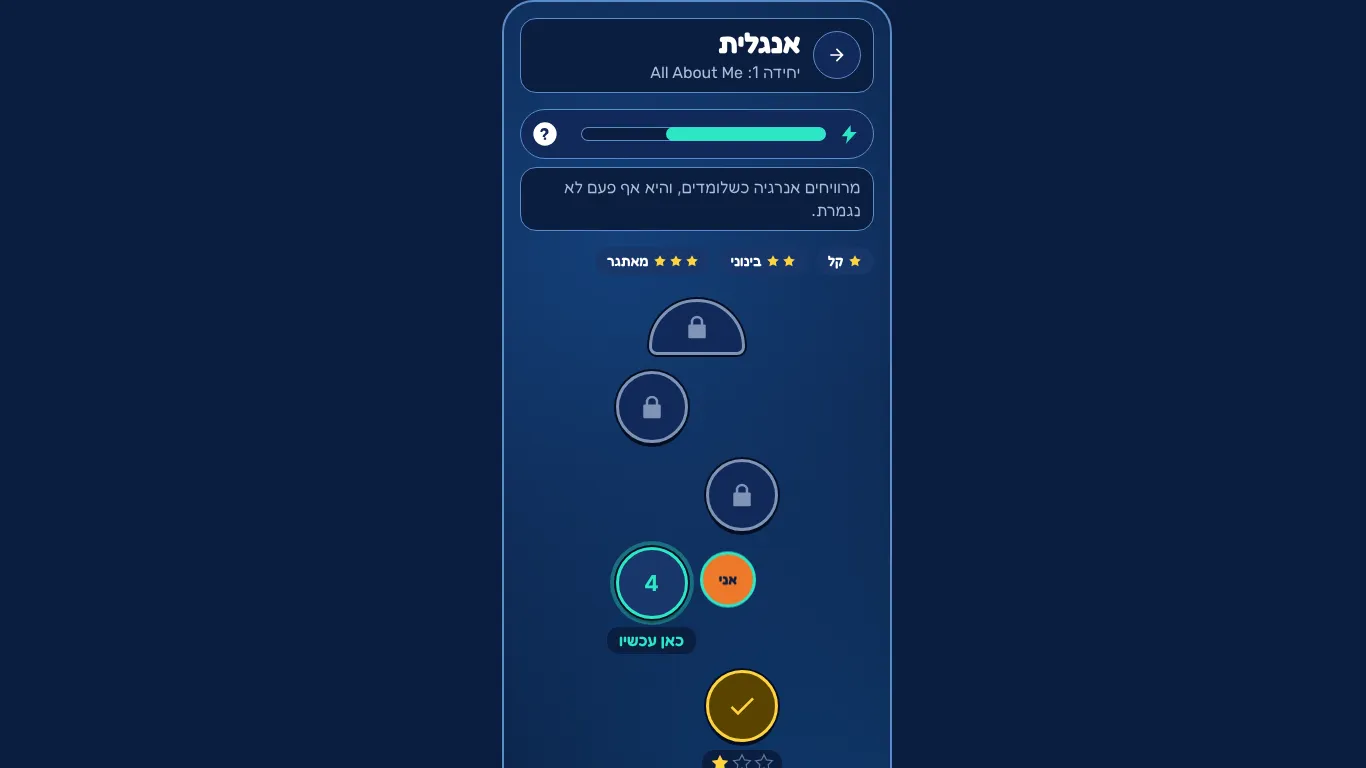 אנגלית
יחידה 1: All About Me
?
מרוויחים אנרגיה כשלומדים, והיא אף פעם לא
נגמרת.
קל
בינוני
מאתגר
4
אני
כאן עכשיו